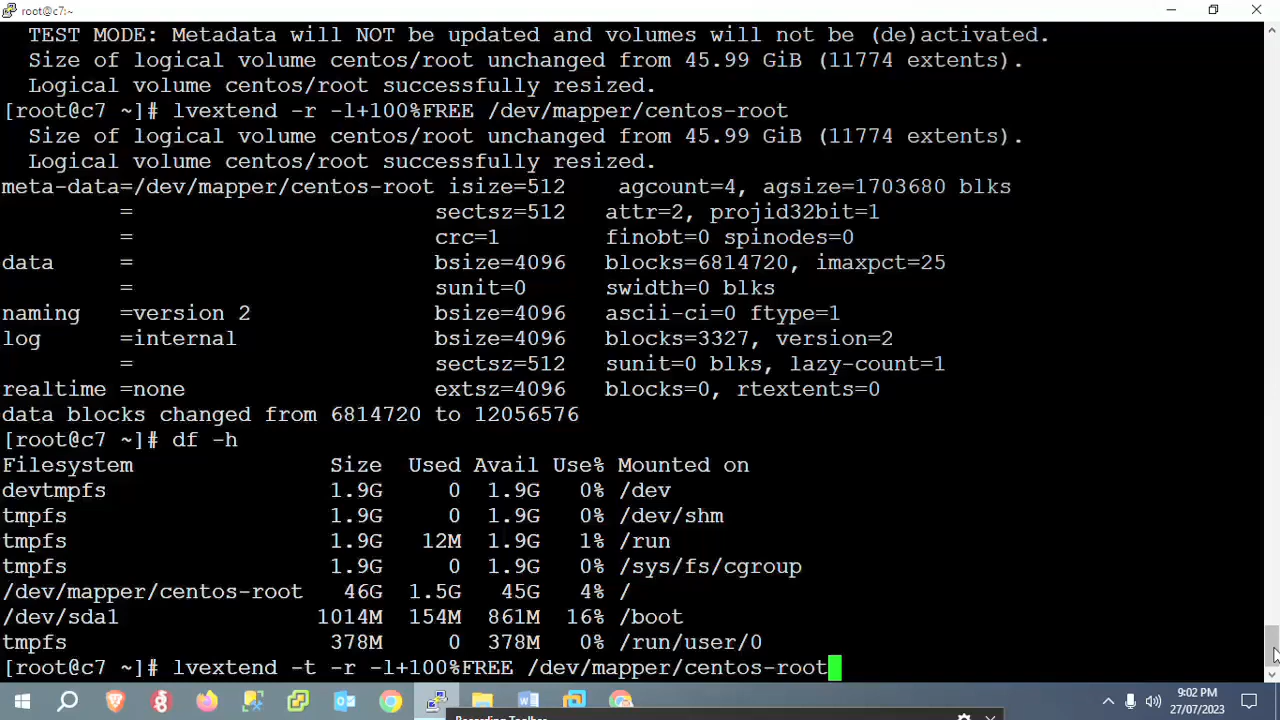 root@c7:~
TEST MODE: Metadata will NOT be updated and volumes will not be (de)activated.
Size of logical volume centos/root unchanged from 45.99 GiB (11774 extents).
Logical volume centos/root successfully resized.
[root@c7 ~]# lvextend -r -l+100%FREE /dev/mapper/centos-root
Size of logical volume centos/root unchanged from 45.99 GiB (11774 extents).
Logical volume centos/root successfully resized.
meta-data=/dev/mapper/centos-root isize=512    agcount=4, agsize=1703680 blks
         =                       sectsz=512   attr=2, projid32bit=1
         =                       crc=1        finobt=0 spinodes=0
data     =                       bsize=4096   blocks=6814720, imaxpct=25
         =                       sunit=0      swidth=0 blks
naming   =version 2              bsize=4096   ascii-ci=0 ftype=1
log      =internal               bsize=4096   blocks=3327, version=2
         =                       sectsz=512   sunit=0 blks, lazy-count=1
realtime =none                   extsz=4096   blocks=0, rtextents=0
data blocks changed from 6814720 to 12056576
[root@c7 ~]# df -h
Filesystem               Size  Used Avail Use% Mounted on
devtmpfs                 1.9G     0  1.9G   0% /dev
tmpfs                    1.9G     0  1.9G   0% /dev/shm
tmpfs                    1.9G   12M  1.9G   1% /run
tmpfs                    1.9G     0  1.9G   0% /sys/fs/cgroup
/dev/mapper/centos-root   46G  1.5G   45G   4% /
/dev/sda1               1014M  154M  861M  16% /boot
tmpfs                    378M     0  378M   0% /run/user/0
[root@c7 ~]# lvextend -t -r -l+100%FREE /dev/mapper/centos-root
9:02 PM
27/07/2023
Recording Toolbar